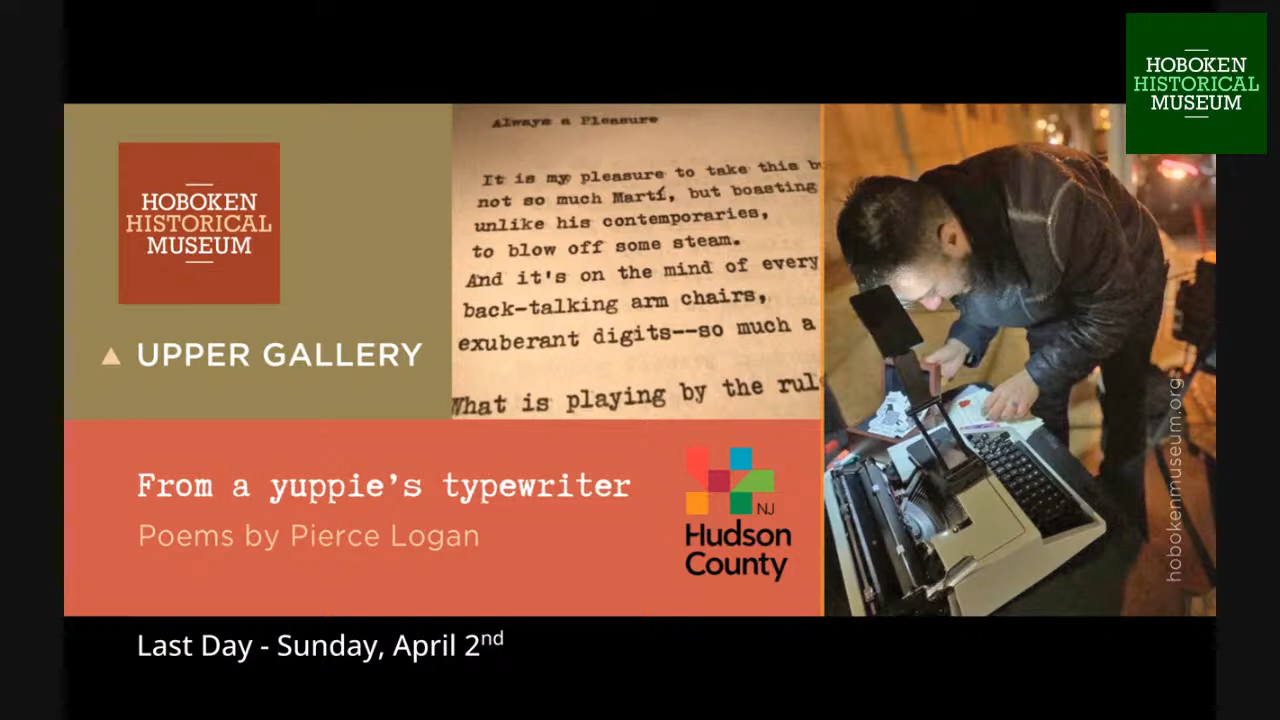 HOBOKEN
HISTORICAL
MUSEUM
HOBOKEN
HISTORICAL
MUSEUM
UPPER GALLERY
Always a Pleasure
It is my pleasure to take this
not so much Martí, but boasting
unlike his contemporaries,
to blow off some steam.
And it's on the mind of every
back-talking arm chairs,
exuberant digits--so much a
What is playing by the
From a yuppie's typewriter
Poems by Pierce Logan
NJ
Hudson
County
hobokenmuseum.org
Last Day - Sunday, April 2nd